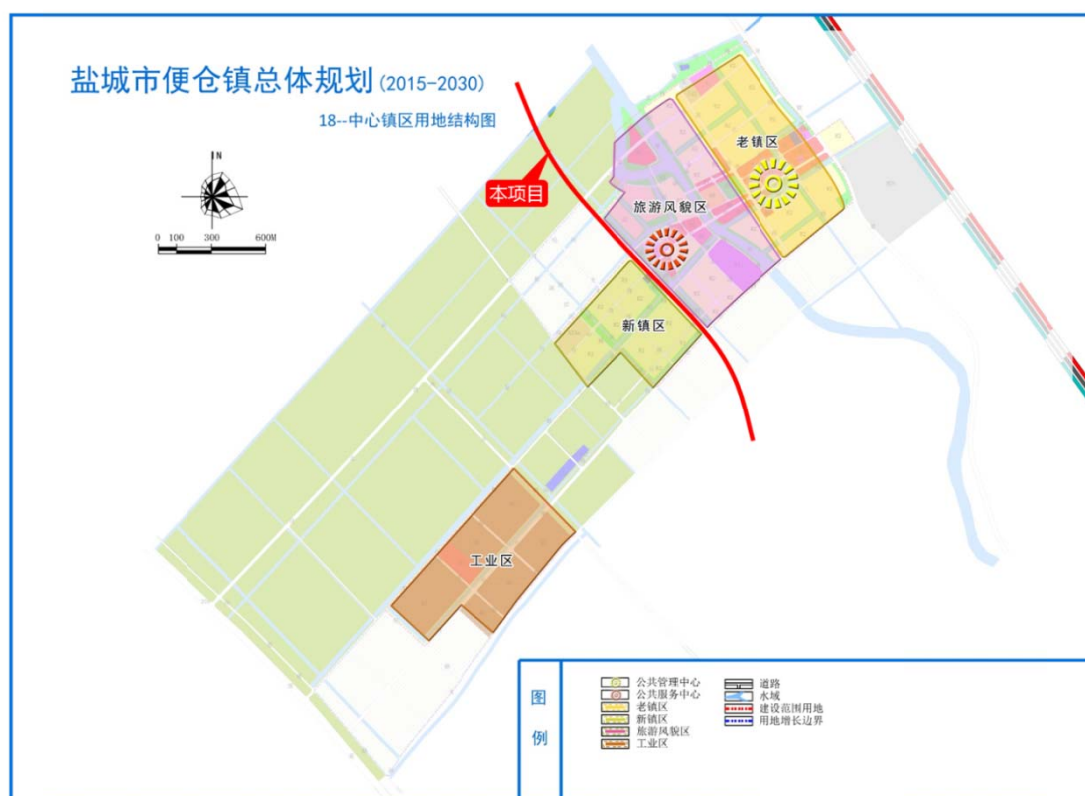 盐城市便仓镇总体规划(2015-2030)
18--中心镇区用地结构图
N
0 100 300 600M
本项目
老镇区
旅游风貌区
新镇区
工业区
图例
公共管理中心
公共服务中心
老镇区
新镇区
旅游风貌区
工业区
道路
水域
建设范围用地
用地增长边界